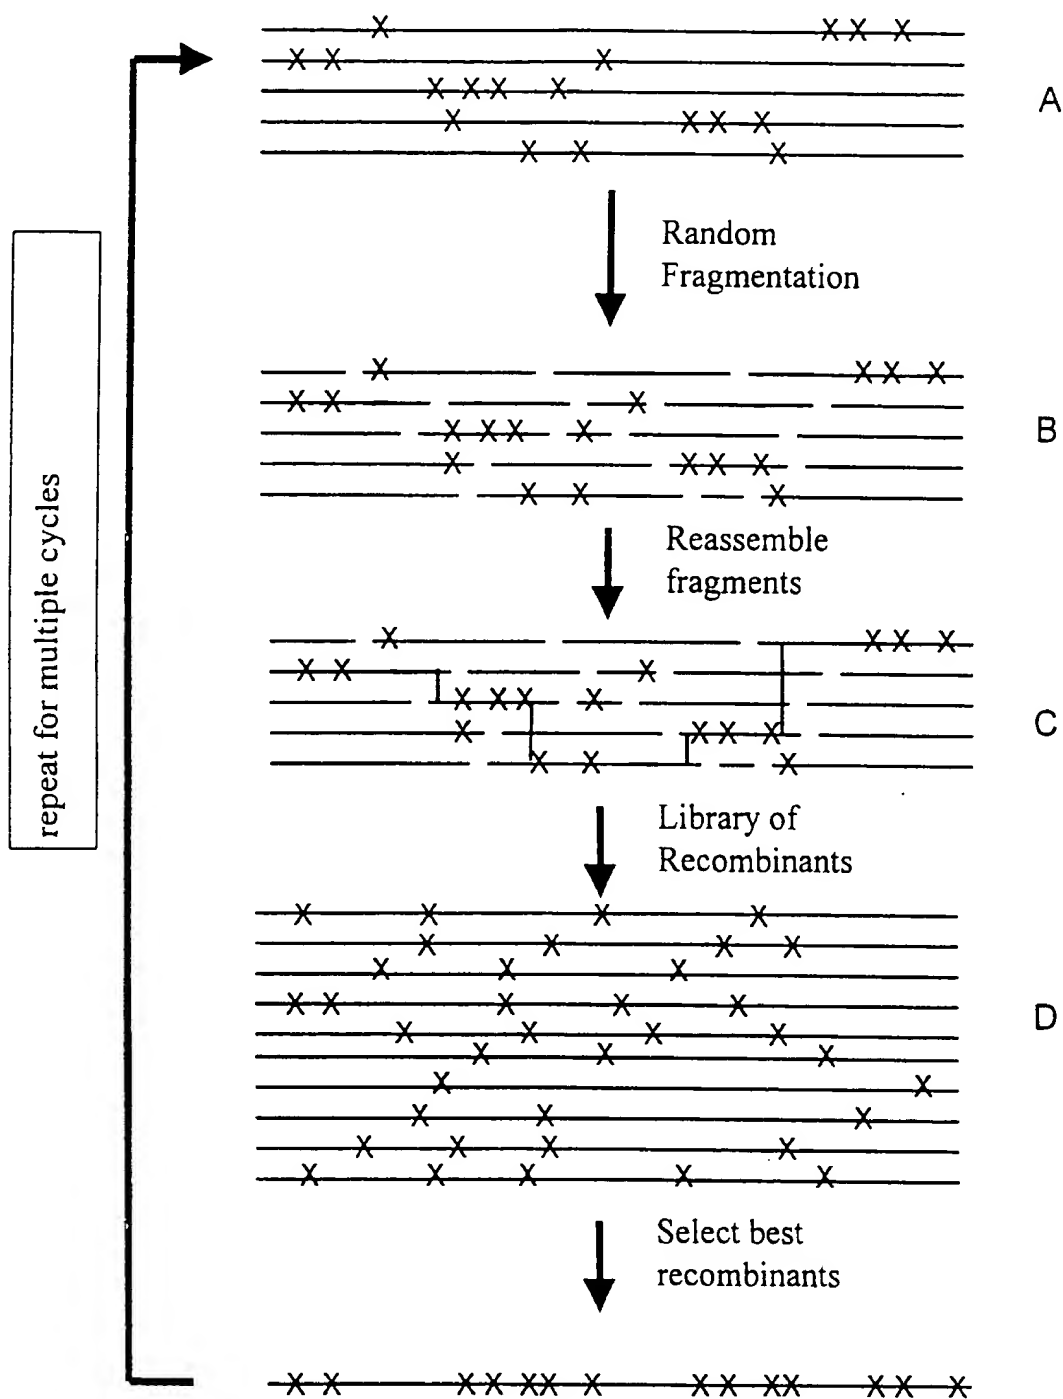 A
Random
Fragmentation
B
Reassemble
fragments
repeat for multiple cycles
C
Library of
Recombinants
D
Select best
recombinants